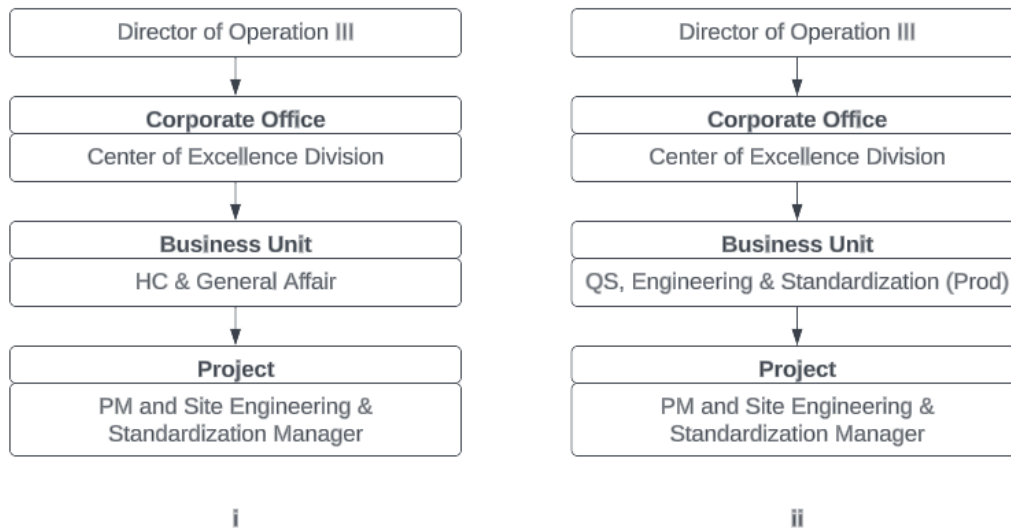 Director of Operation III
Corporate Office
Center of Excellence Division
Business Unit
HC & General Affair
Project
PM and Site Engineering &
Standardization Manager
i
Director of Operation III
Corporate Office
Center of Excellence Division
Business Unit
QS, Engineering & Standardization (Prod)
Project
PM and Site Engineering &
Standardization Manager
ii